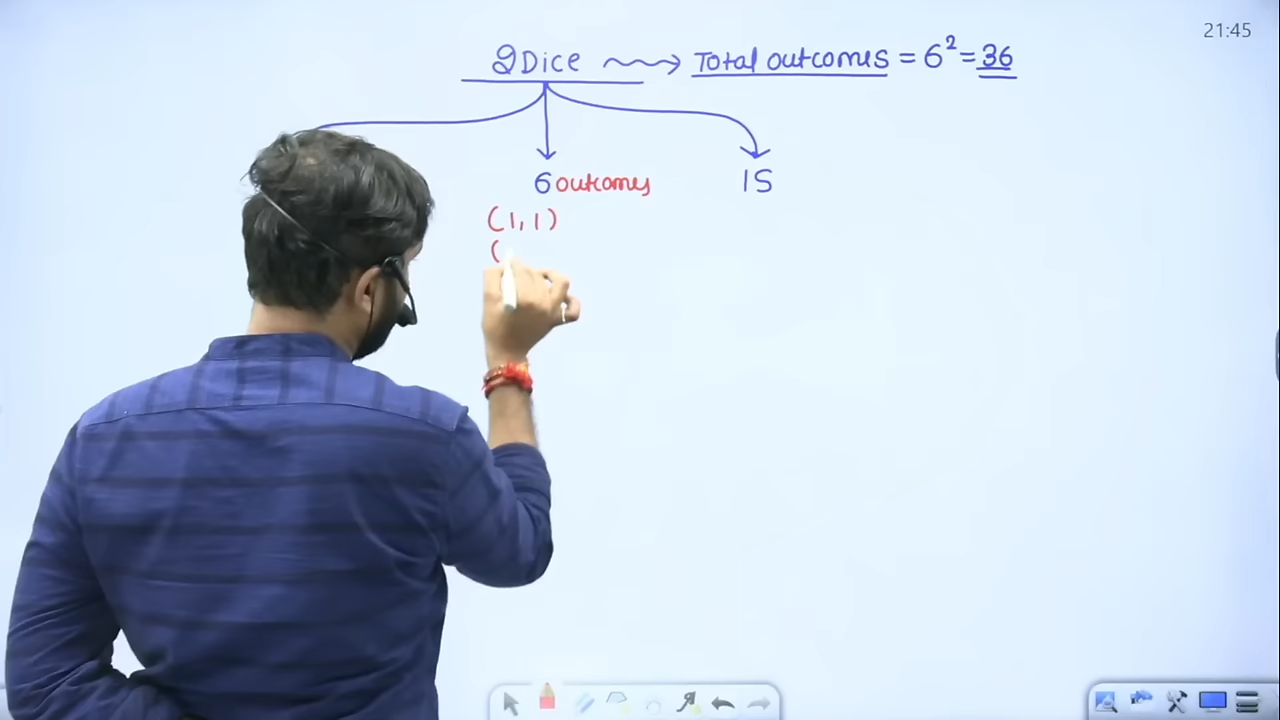 21:45
2Dice → Total outcomes = 6² = 36
6 outcomes
15
(1,1)
(